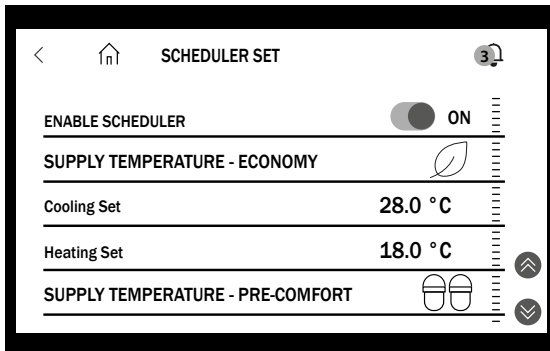 SCHEDULER SET 3
ENABLE SCHEDULER ON
SUPPLY TEMPERATURE - ECONOMY
Cooling Set 28.0 °C
Heating Set 18.0 °C
SUPPLY TEMPERATURE - PRE-COMFORT